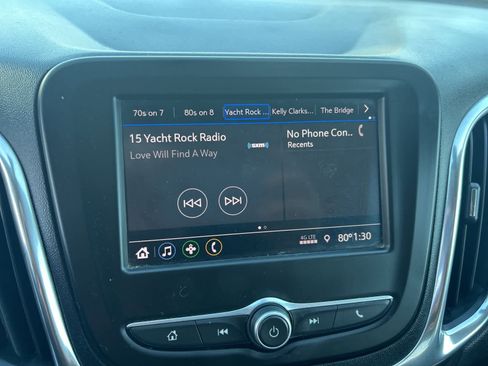 70s on 7 80s on 8 Yacht Rock ... Kelly Clarks... The Bridge
15 Yacht Rock Radio
Love Will Find A Way
sxm
No Phone Con..
Recents
4G LTE 80° 1:30